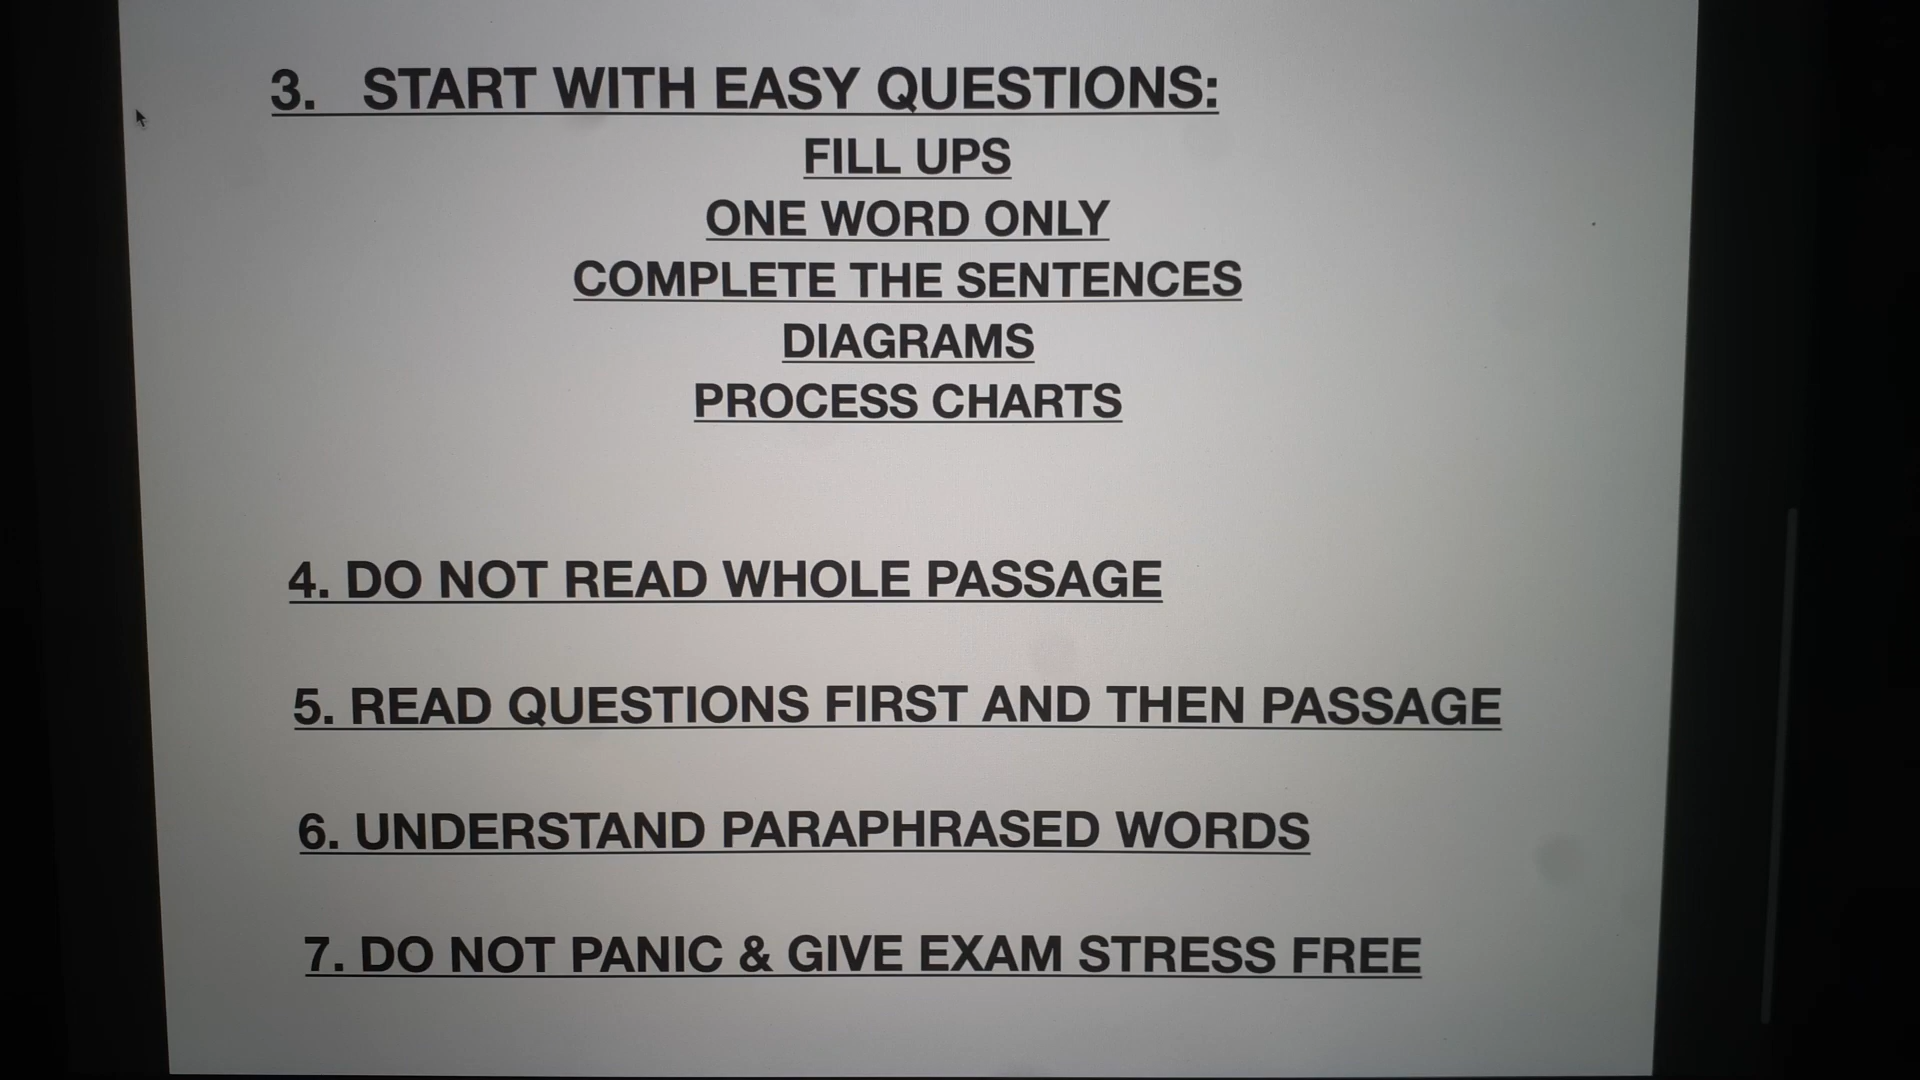 3. START WITH EASY QUESTIONS:
FILL UPS
ONE WORD ONLY
COMPLETE THE SENTENCES
DIAGRAMS
PROCESS CHARTS
4. DO NOT READ WHOLE PASSAGE
5. READ QUESTIONS FIRST AND THEN PASSAGE
6. UNDERSTAND PARAPHRASED WORDS
7. DO NOT PANIC & GIVE EXAM STRESS FREE